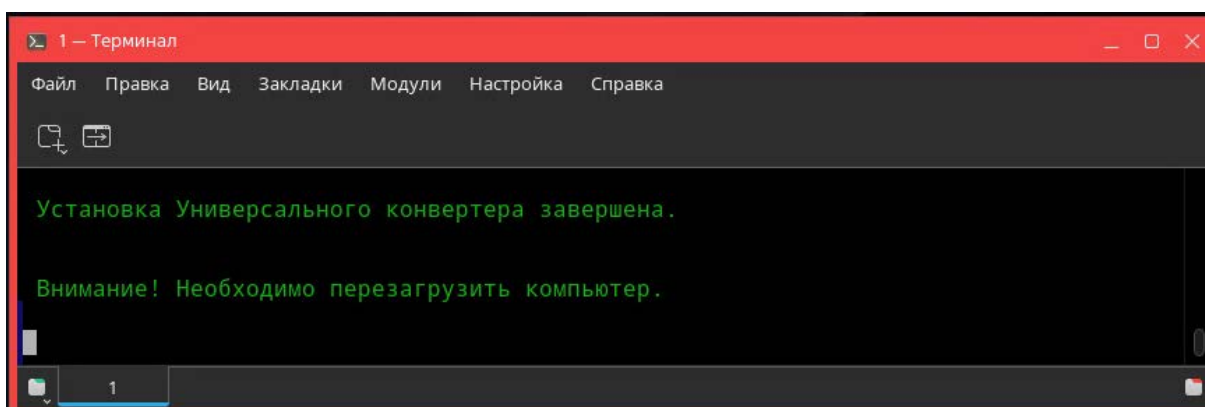 1 — Терминал
Файл Правка Вид Закладки Модули Настройка Справка
Установка Универсального конвертера завершена.
Внимание! Необходимо перезагрузить компьютер.
1